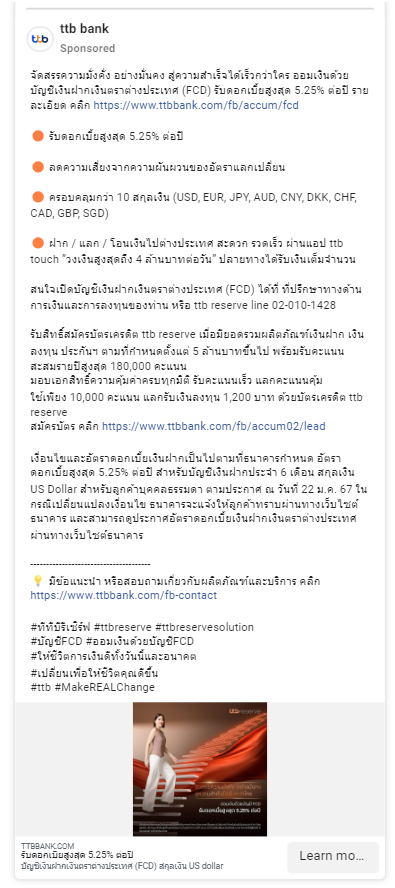 ttb bank
Sponsored
จัดสรรความมั่งคั่ง อย่างมั่นคง สู่ความสำเร็จได้เร็วกว่าใคร ออมเงินด้วย
บัญชีเงินฝากเงินตราต่างประเทศ (FCD) รับดอกเบี้ยสูงสุด 5.25% ต่อปี ราย
ละเอียด คลิก https://www.ttbbank.com/fb/accum/fcd
🟠 รับดอกเบี้ยสูงสุด 5.25% ต่อปี
🟠 ลดความเสี่ยงจากความผันผวนของอัตราแลกเปลี่ยน
🟠 ครอบคลุมกว่า 10 สกุลเงิน (USD, EUR, JPY, AUD, CNY, DKK, CHF,
CAD, GBP, SGD)
🟠 ฝาก / แลก / โอนเงินไปต่างประเทศ สะดวก รวดเร็ว ผ่านแอป ttb
touch "วงเงินสูงสุดถึง 4 ล้านบาทต่อวัน" ปลายทางได้รับเงินเต็มจำนวน
สนใจเปิดบัญชีเงินฝากเงินตราต่างประเทศ (FCD) ได้ที่ ที่ปรึกษาทางด้าน
การเงินและการลงทุนของท่าน หรือ ttb reserve line 02-010-1428
รับสิทธิ์สมัครบัตรเครดิต ttb reserve เมื่อมียอดรวมผลิตภัณฑ์เงินฝาก เงิน
ลงทุน ประกันฯ ตามที่กำหนดตั้งแต่ 5 ล้านบาทขึ้นไป พร้อมรับคะแนน
สะสมรายปีสูงสุด 180,000 คะแนน
มอบเอกสิทธิ์ความคุ้มค่าครบทุกมิติ รับคะแนนเร็ว แลกคะแนนคุ้ม
ใช้เพียง 10,000 คะแนน แลกรับเงินลงทุน 1,200 บาท ด้วยบัตรเครดิต ttb
reserve
สมัครบัตร คลิก https://www.ttbbank.com/fb/accum02/lead
เงื่อนไขและอัตราดอกเบี้ยเงินฝากเป็นไปตามที่ธนาคารกำหนด อัตรา
ดอกเบี้ยสูงสุด 5.25% ต่อปี สำหรับบัญชีเงินฝากประจำ 6 เดือน สกุลเงิน
US Dollar สำหรับลูกค้าบุคคลธรรมดา ตามประกาศ ณ วันที่ 22 ม.ค. 67 ใน
กรณีเปลี่ยนแปลงเงื่อนไข ธนาคารจะแจ้งให้ลูกค้าทราบผ่านทางเว็บไซต์
ธนาคาร และสามารถดูประกาศอัตราดอกเบี้ยเงินฝากเงินตราต่างประเทศ
ผ่านทางเว็บไซต์ธนาคาร
----------------------------------------
💡 มีข้อแนะนำ หรือสอบถามเกี่ยวกับผลิตภัณฑ์และบริการ คลิก
https://www.ttbbank.com/fb-contact
#ทีทีบีรีเซิร์ฟ #ttbreserve #ttbreservesolution
#บัญชีFCD #ออมเงินด้วยบัญชีFCD
#ให้ชีวิตการเงินดีทั้งวันนี้และอนาคต
#เปลี่ยนเพื่อให้ชีวิตคุณดีขึ้น
#ttb #MakeREALChange
ttb reserve
รับดอกเบี้ยสูงสุด 5.25% ต่อปี
TTBBANK.COM
รับดอกเบี้ยสูงสุด 5.25% ต่อปี
บัญชีเงินฝากเงินตราต่างประเทศ (FCD) สกุลเงิน US dollar
Learn mo...